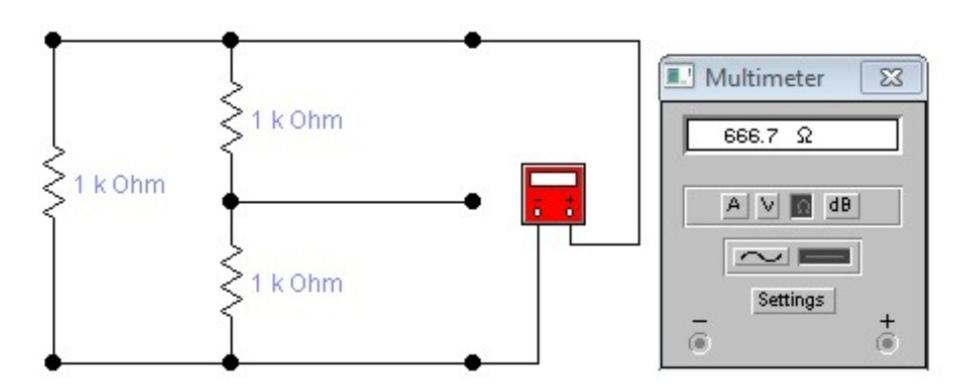 1 k Ohm
1 k Ohm
1 k Ohm
- +
Multimeter
666.7 Ω
A V Ω dB
Settings
- +